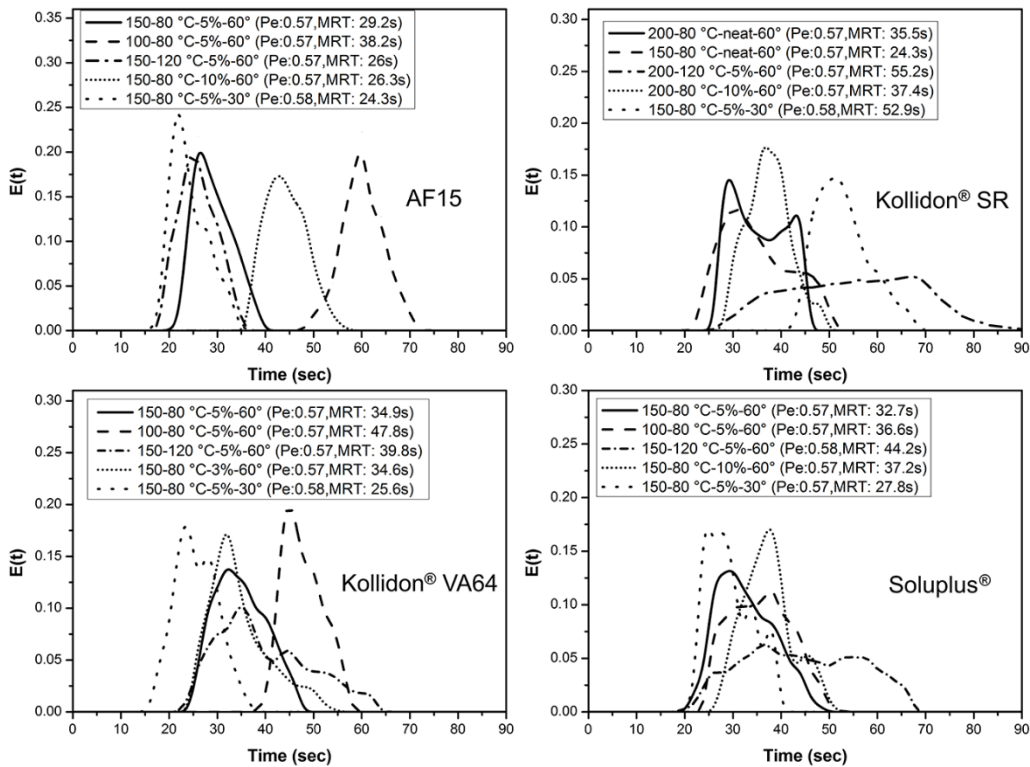 150-80 °C-5%-60° (Pe:0.57,MRT: 29.2s)
100-80 °C-5%-60° (Pe:0.57,MRT: 38.2s)
150-120 °C-5%-60° (Pe:0.57,MRT: 26s)
150-80 °C-10%-60° (Pe:0.57,MRT: 26.3s)
150-80 °C-5%-30° (Pe:0.58,MRT: 24.3s)
AF15
E(t)
0.30
0.25
0.20
0.15
0.10
0.05
0.00
0 10 20 30 40 50 60 70 80 90
Time (sec)
200-80 °C-neat-60° (Pe:0.57,MRT: 35.5s)
150-80 °C-neat-60° (Pe:0.57,MRT: 24.3s)
200-120 °C-5%-60° (Pe:0.57,MRT: 55.2s)
200-80 °C-10%-60° (Pe:0.57,MRT: 37.4s)
150-80 °C-5%-30° (Pe:0.58,MRT: 52.9s)
Kollidon® SR
E(t)
0.30
0.25
0.20
0.15
0.10
0.05
0.00
0 10 20 30 40 50 60 70 80 90
Time (sec)
150-80 °C-5%-60° (Pe:0.57,MRT: 34.9s)
100-80 °C-5%-60° (Pe:0.57,MRT: 47.8s)
150-120 °C-5%-60° (Pe:0.57,MRT: 39.8s)
150-80 °C-3%-60° (Pe:0.57,MRT: 34.6s)
150-80 °C-5%-30° (Pe:0.58,MRT: 25.6s)
Kollidon® VA64
E(t)
0.30
0.25
0.20
0.15
0.10
0.05
0.00
0 10 20 30 40 50 60 70 80 90
Time (sec)
150-80 °C-5%-60° (Pe:0.57,MRT: 32.7s)
100-80 °C-5%-60° (Pe:0.57,MRT: 36.6s)
150-120 °C-5%-60° (Pe:0.58,MRT: 44.2s)
150-80 °C-10%-60° (Pe:0.57,MRT: 37.2s)
150-80 °C-5%-30° (Pe:0.57,MRT: 27.8s)
Soluplus®
E(t)
0.30
0.25
0.20
0.15
0.10
0.05
0.00
0 10 20 30 40 50 60 70 80 90
Time (sec)